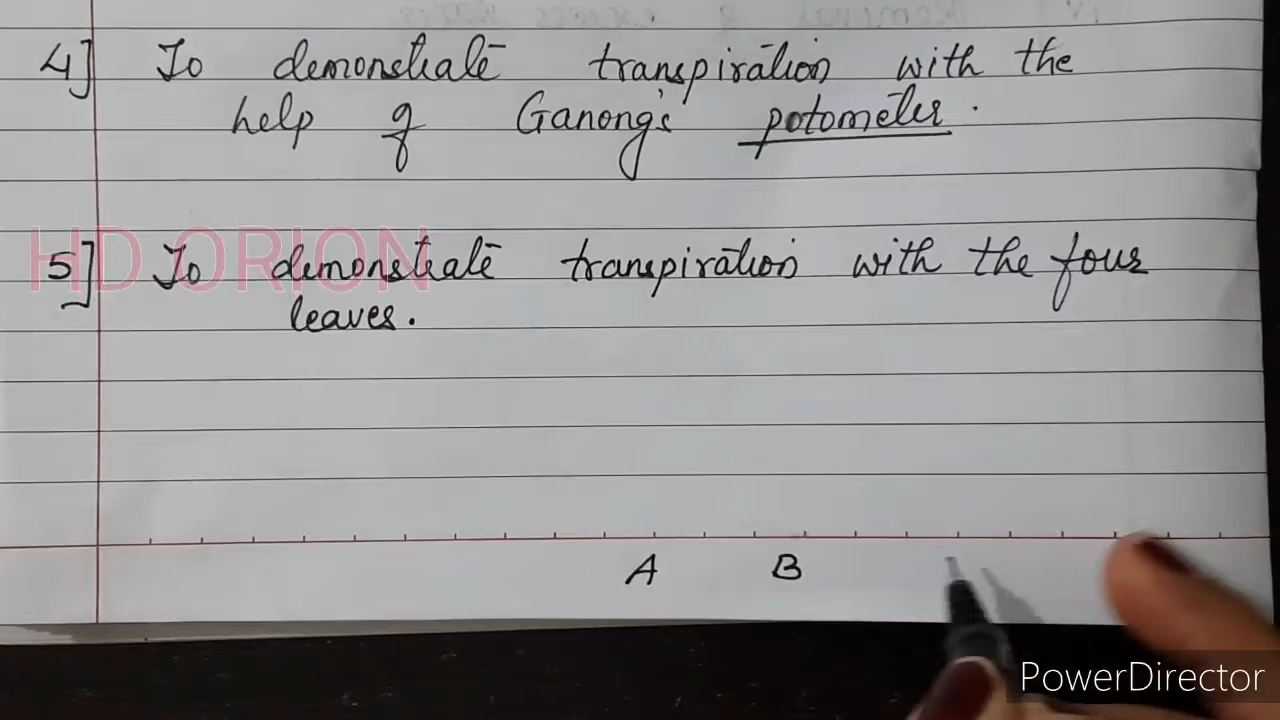 4] To demonstrate transpiration with the
help of Ganong's potometer.
HD ORION
5] To demonstrate transpiration with the four
leaves.
A B
PowerDirector